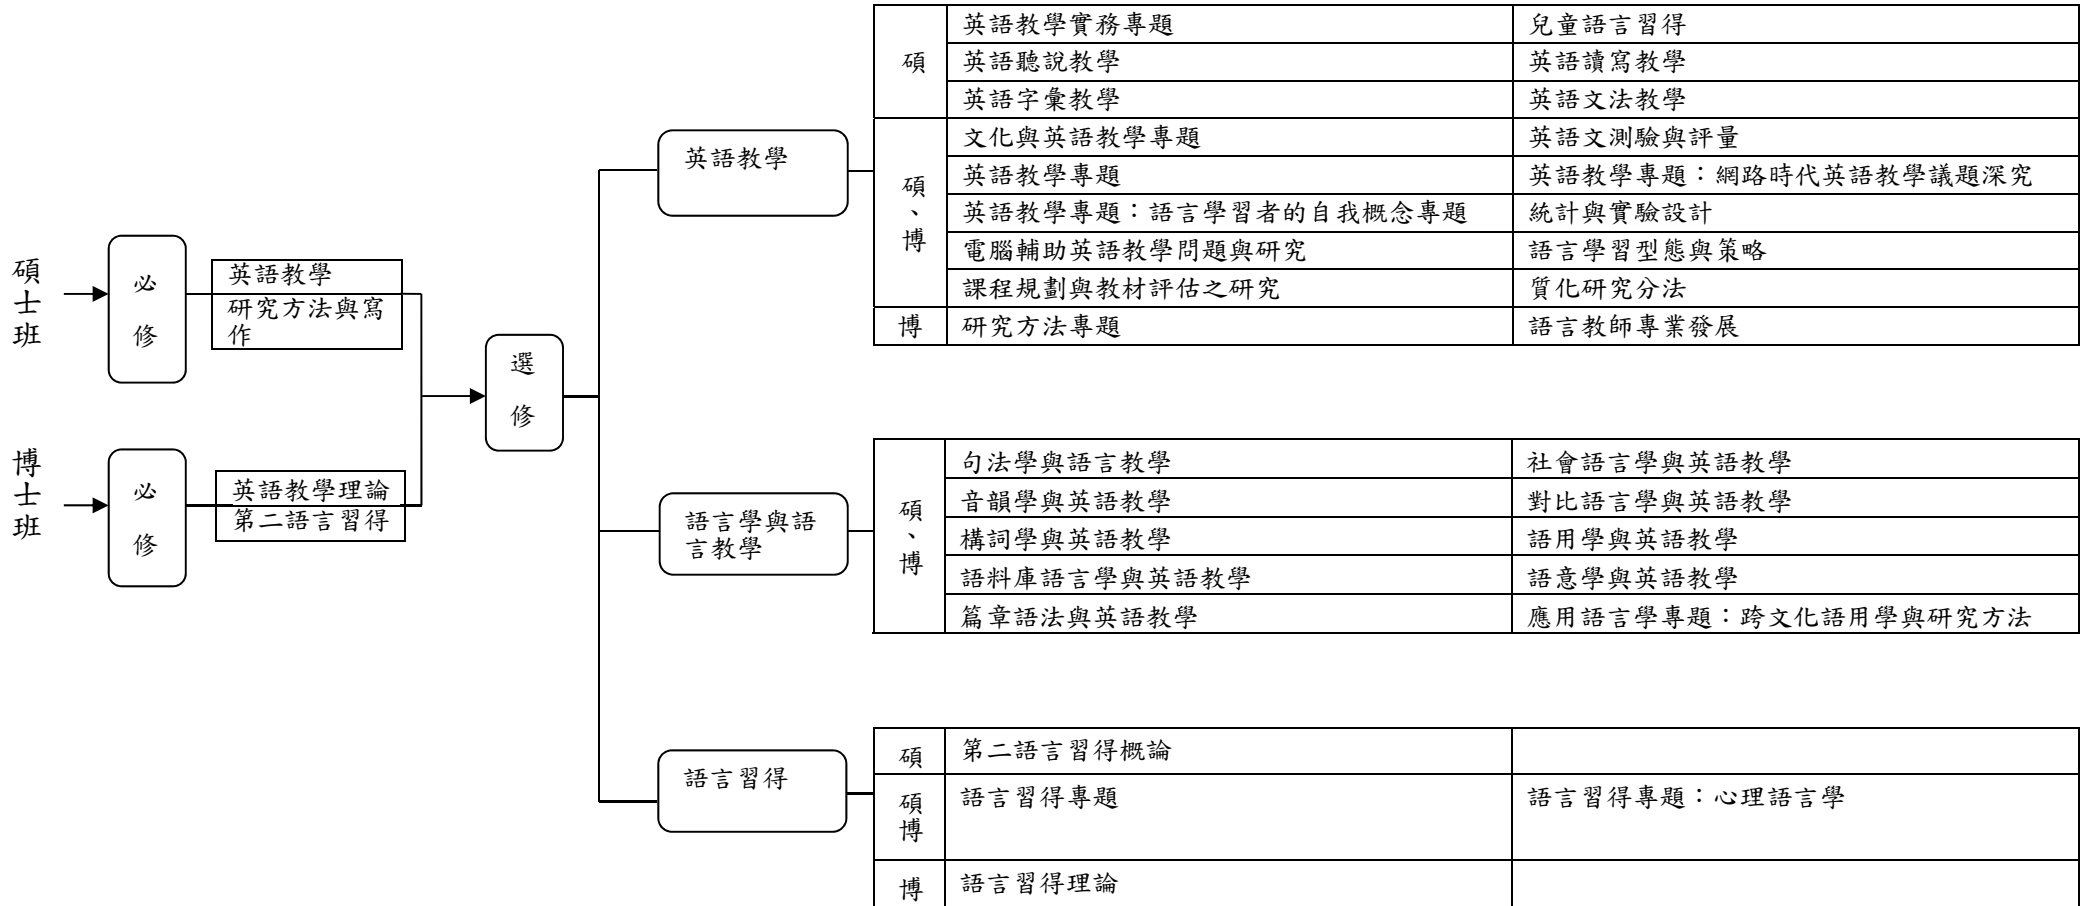 碩士班
必修
英語教學
研究方法與寫
作
博士班
必修
英語教學理論
第二語言習得
選修
英語教學
碩
英語教學實務專題 兒童語言習得
英語聽說教學 英語讀寫教學
英語字彙教學 英語文法教學
碩、博
文化與英語教學專題 英語文測驗與評量
英語教學專題 英語教學專題：網路時代英語教學議題深究
英語教學專題：語言學習者的自我概念專題 統計與實驗設計
電腦輔助英語教學問題與研究 語言學習型態與策略
課程規劃與教材評估之研究 質化研究分法
博
研究方法專題 語言教師專業發展
語言學與語
言教學
碩、博
句法學與語言教學 社會語言學與英語教學
音韻學與英語教學 對比語言學與英語教學
構詞學與英語教學 語用學與英語教學
語料庫語言學與英語教學 語意學與英語教學
篇章語法與英語教學 應用語言學專題：跨文化語用學與研究方法
語言習得
碩
第二語言習得概論
碩博
語言習得專題 語言習得專題：心理語言學
博
語言習得理論